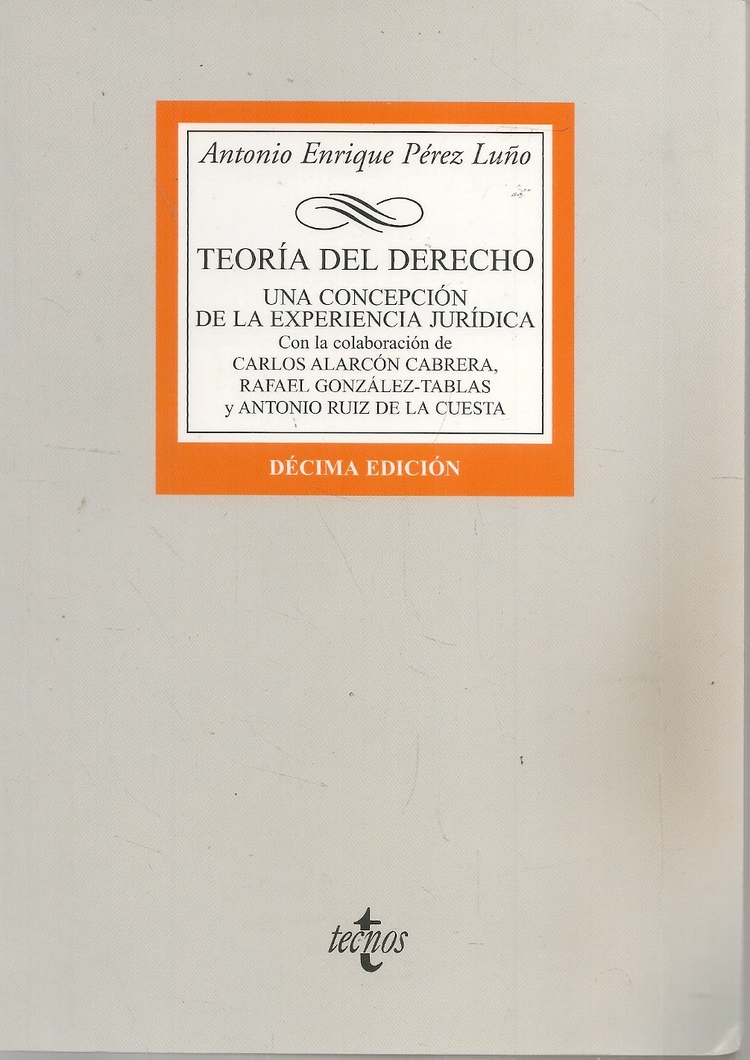 Antonio Enrique Pérez Luño
TEORÍA DEL DERECHO
UNA CONCEPCIÓN
DE LA EXPERIENCIA JURÍDICA
Con la colaboración de
CARLOS ALARCÓN CABRERA,
RAFAEL GONZÁLEZ-TABLAS
y ANTONIO RUIZ DE LA CUESTA
DÉCIMA EDICIÓN
tecnos